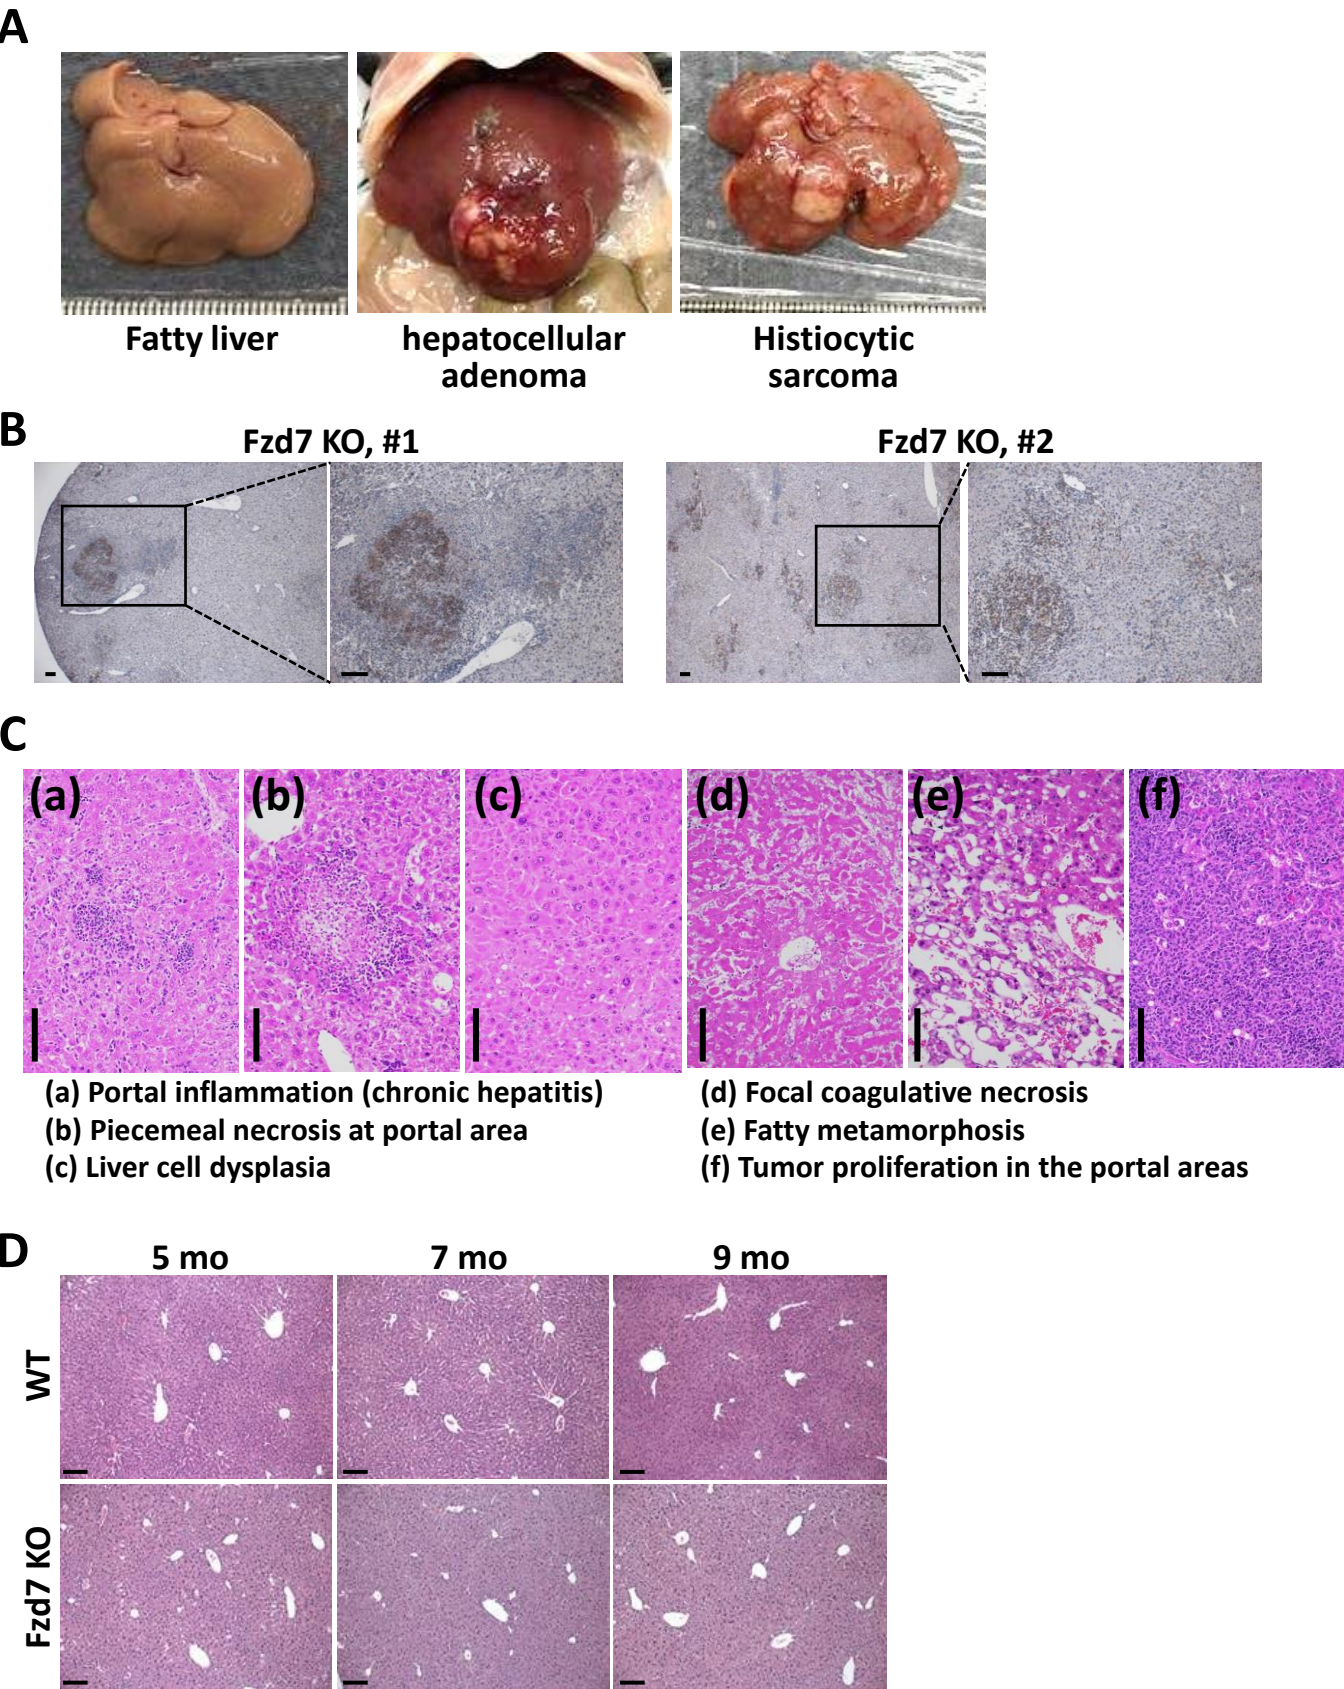 A
Fatty liver
hepatocellular
adenoma
Histiocytic
sarcoma
B
Fzd7 KO, #1
Fzd7 KO, #2
C
(a)
(b)
(c)
(d)
(e)
(f)
(a) Portal inflammation (chronic hepatitis)
(b) Piecemeal necrosis at portal area
(c) Liver cell dysplasia
(d) Focal coagulative necrosis
(e) Fatty metamorphosis
(f) Tumor proliferation in the portal areas
D
5 mo
7 mo
9 mo
WT
Fzd7 KO